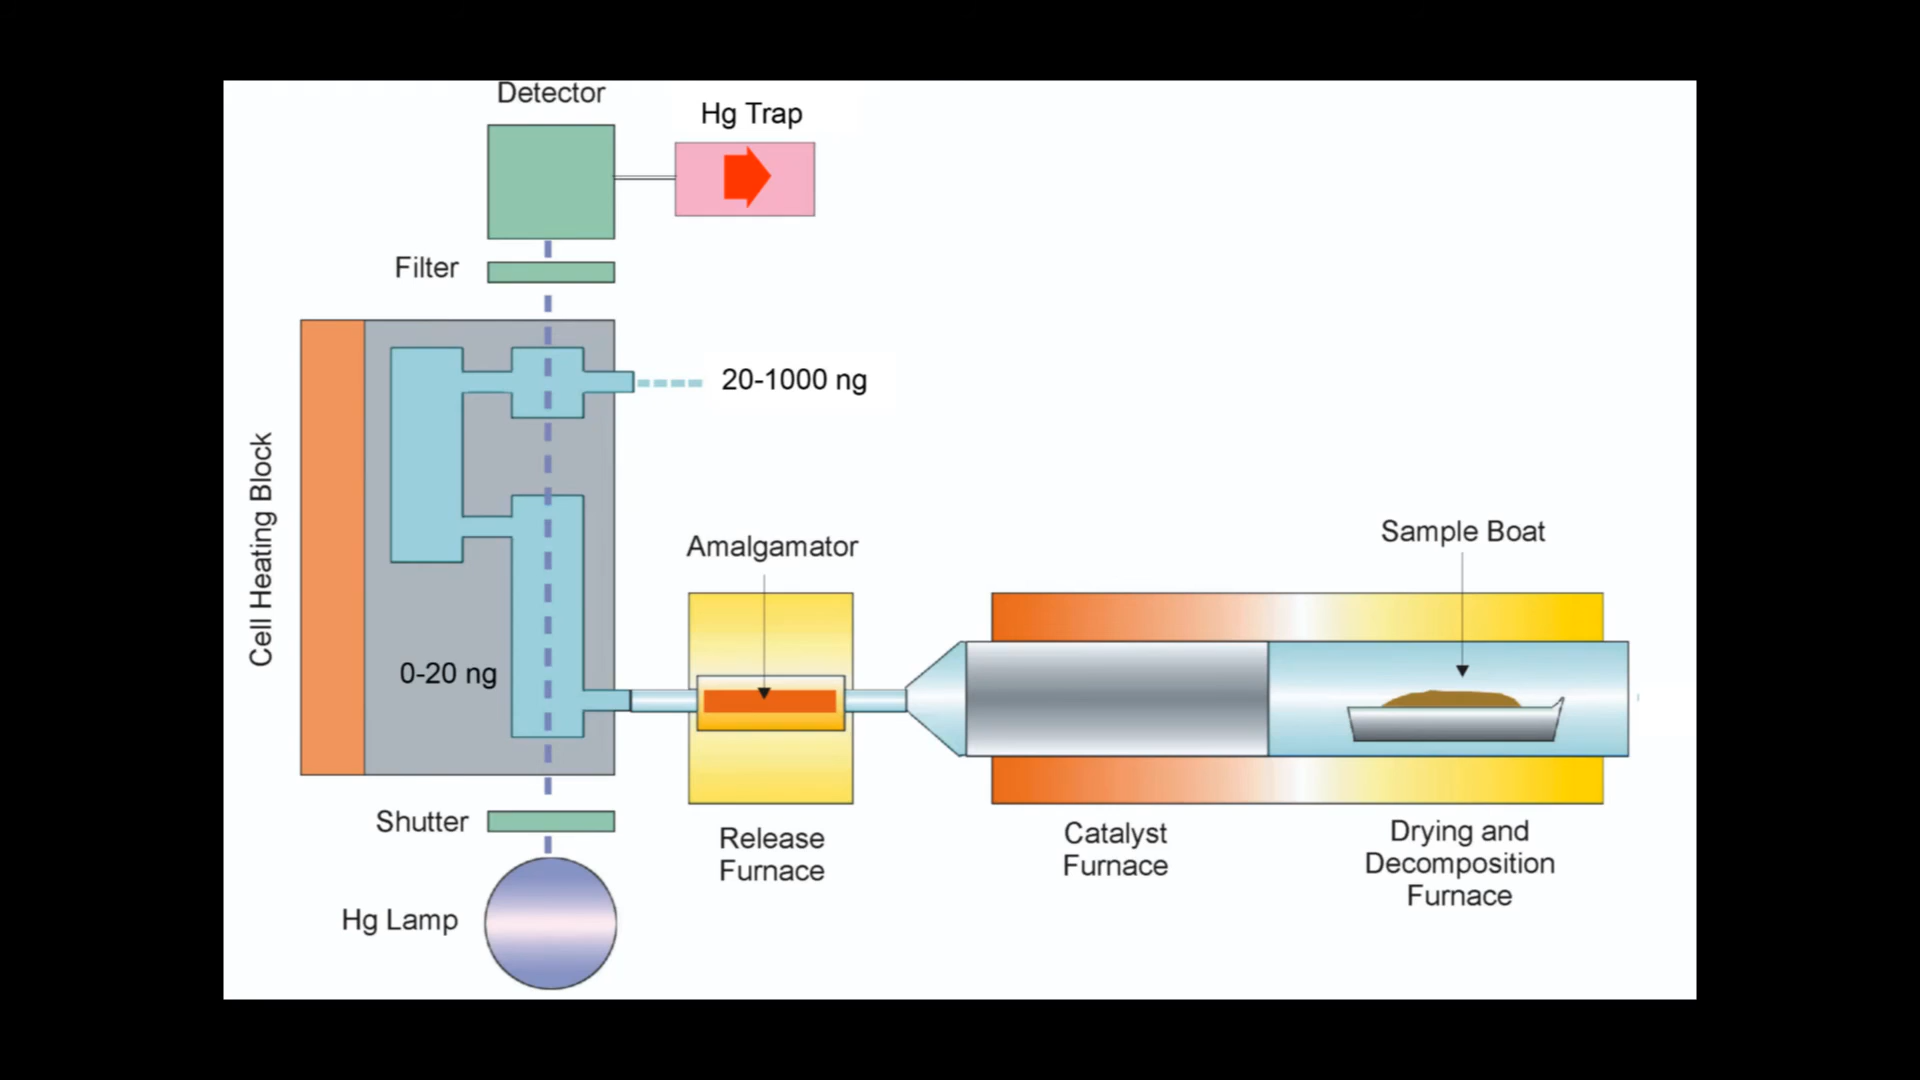 Detector
Hg Trap
Filter
20-1000 ng
Cell Heating Block
Amalgamator
Sample Boat
0-20 ng
Shutter
Release
Furnace
Catalyst
Furnace
Drying and
Decomposition
Furnace
Hg Lamp